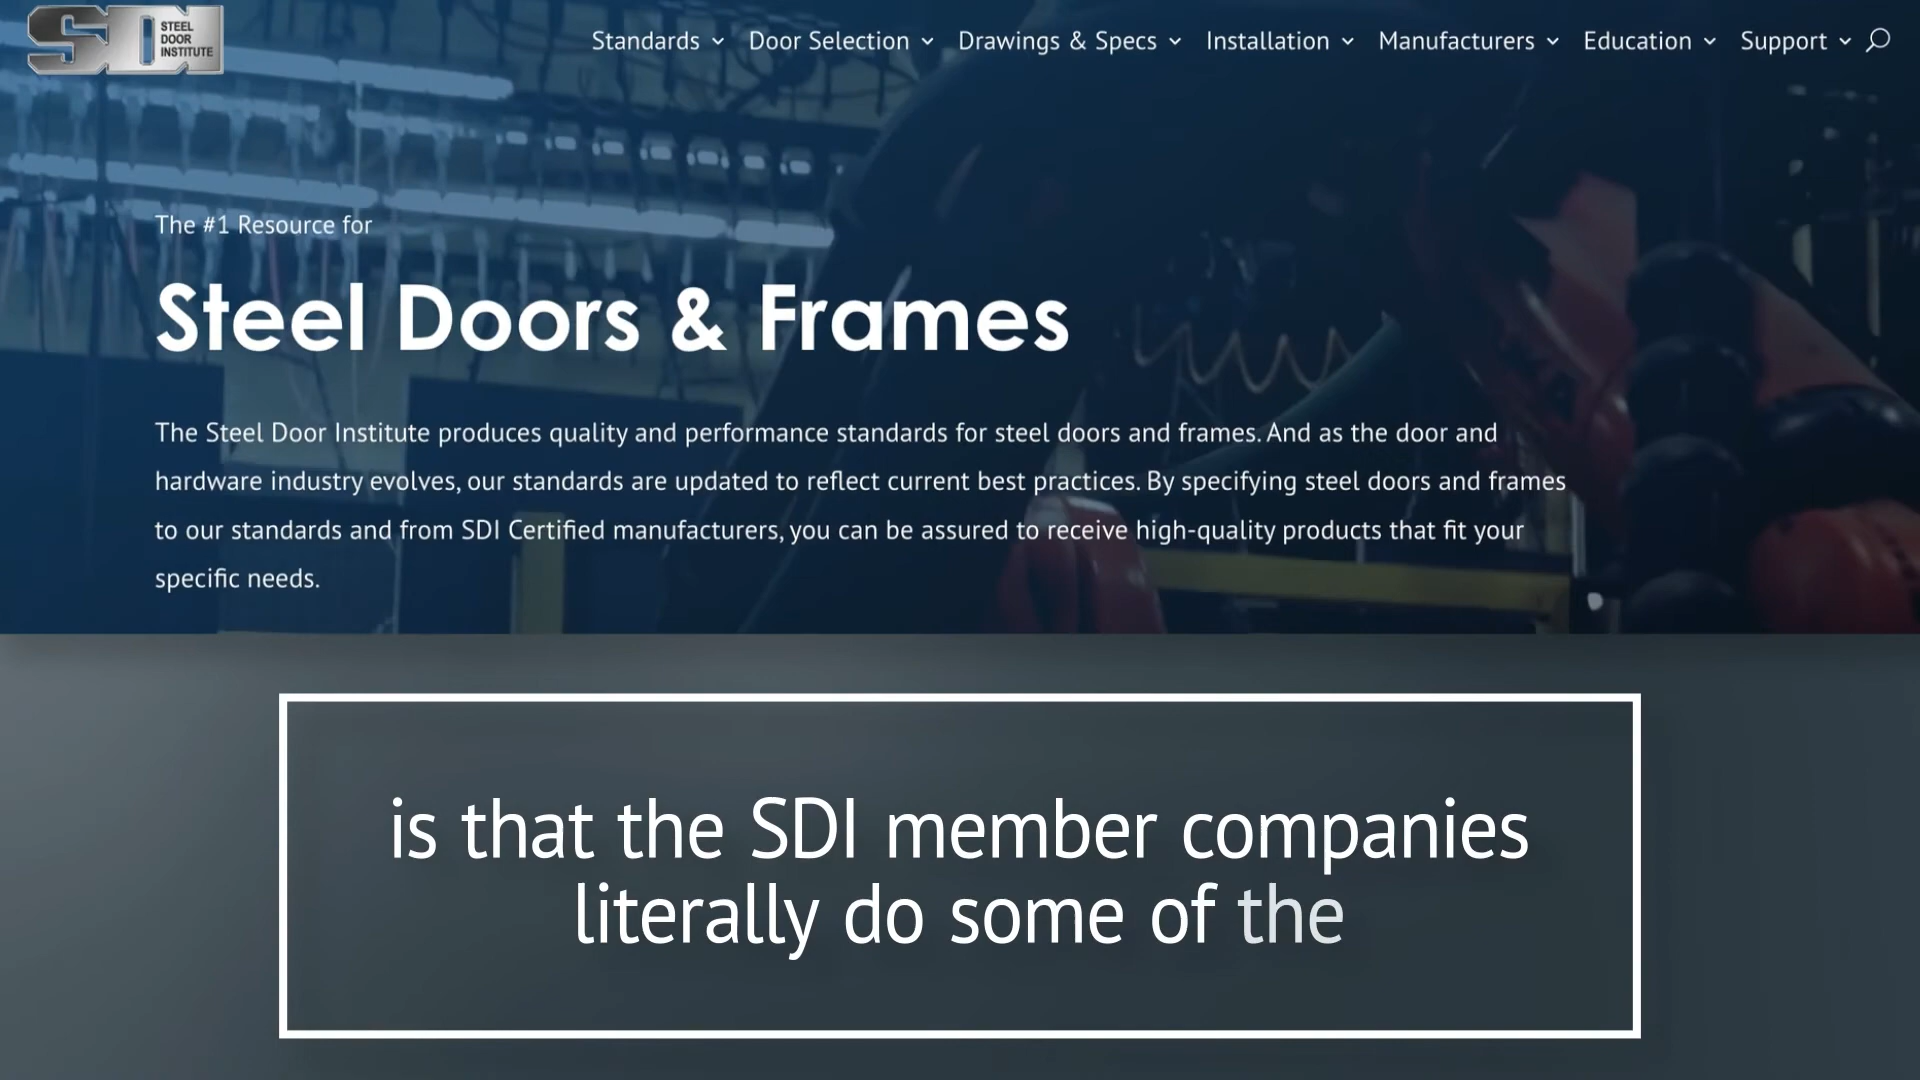 STEEL
DOOR
INSTITUTE
SDI
Standards Door Selection Drawings & Specs Installation Manufacturers Education Support
The #1 Resource for
Steel Doors & Frames
The Steel Door Institute produces quality and performance standards for steel doors and frames. And as the door and
hardware industry evolves, our standards are updated to reflect current best practices. By specifying steel doors and frames
to our standards and from SDI Certified manufacturers, you can be assured to receive high-quality products that fit your
specific needs.
is that the SDI member companies
literally do some of the